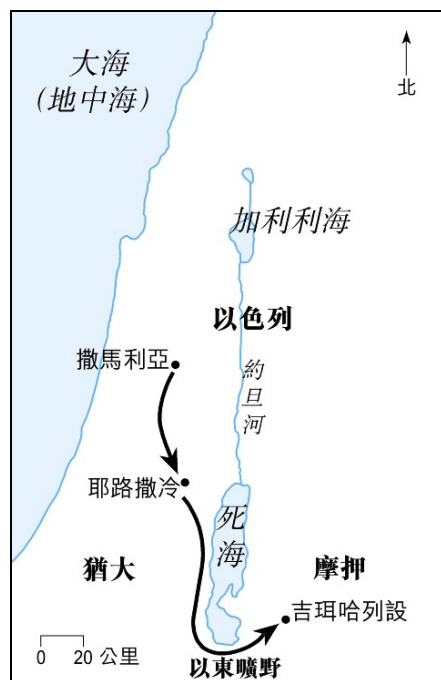 大海
(地中海)
北
加利利海
以色列
撒馬利亞
約旦河
耶路撒冷
死海
猶大
摩押
吉珥哈列設
0 20 公里
以東曠野